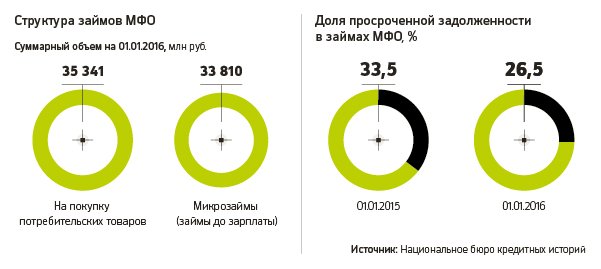 Структура займов МФО
Суммарный объем на 01.01.2016, млн руб.
35 341
33 810
На покупку
потребительских товаров
Микрозаймы
(займы до зарплаты)
Доля просроченной задолженности
в займах МФО, %
33,5
26,5
01.01.2015
01.01.2016
Источник: Национальное бюро кредитных историй